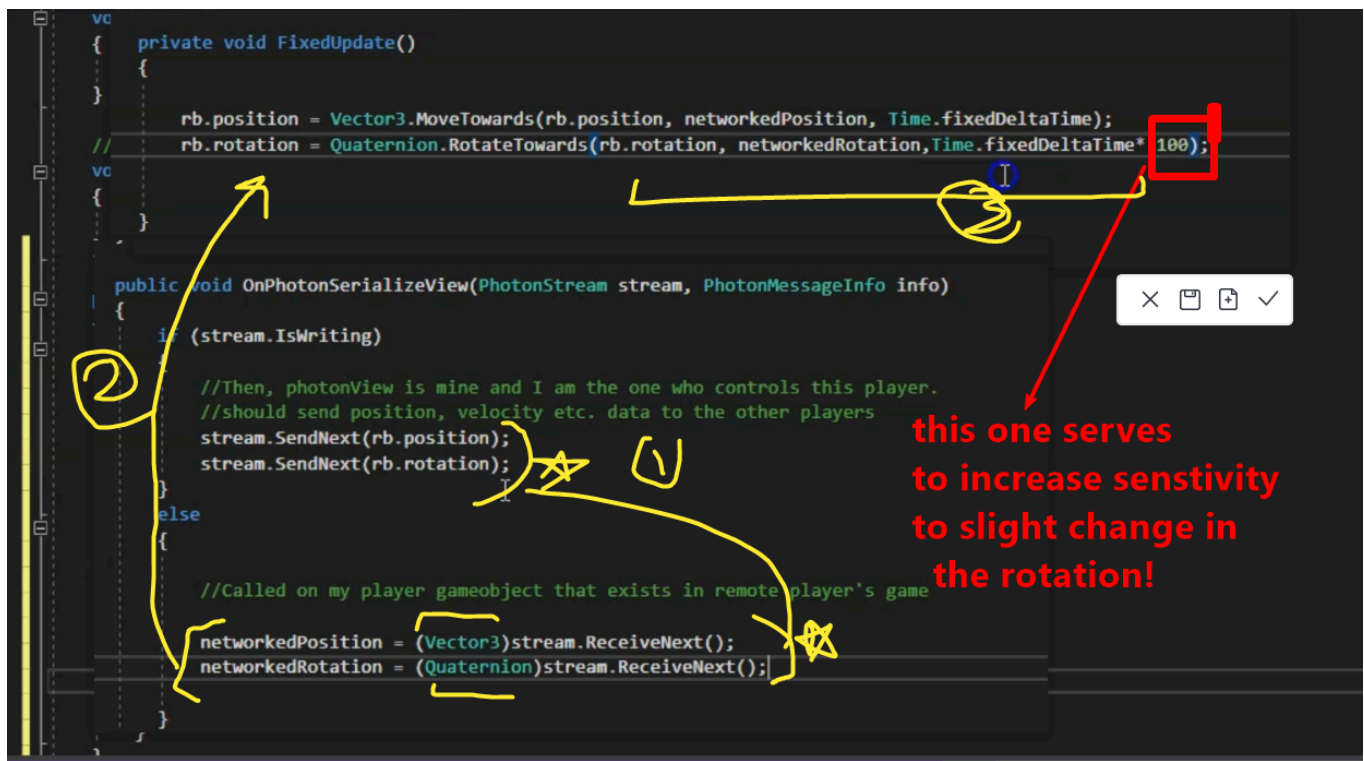 vo
{ private void FixedUpdate()
{
}
rb.position = Vector3.MoveTowards(rb.position, networkedPosition, Time.fixedDeltaTime);
// rb.rotation = Quaternion.RotateTowards(rb.rotation, networkedRotation,Time.fixedDeltaTime* 100);
vo
{
3
}
public void OnPhotonSerializeView(PhotonStream stream, PhotonMessageInfo info)
{
if (stream.IsWriting)
{
2
//Then, photonView is mine and I am the one who controls this player.
//should send position, velocity etc. data to the other players
stream.SendNext(rb.position);
1
stream.SendNext(rb.rotation);
}
else
{
this one serves
to increase senstivity
to slight change in
the rotation!
//Called on my player gameobject that exists in remote player's game
networkedPosition = (Vector3)stream.ReceiveNext();
networkedRotation = (Quaternion)stream.ReceiveNext();
}
}